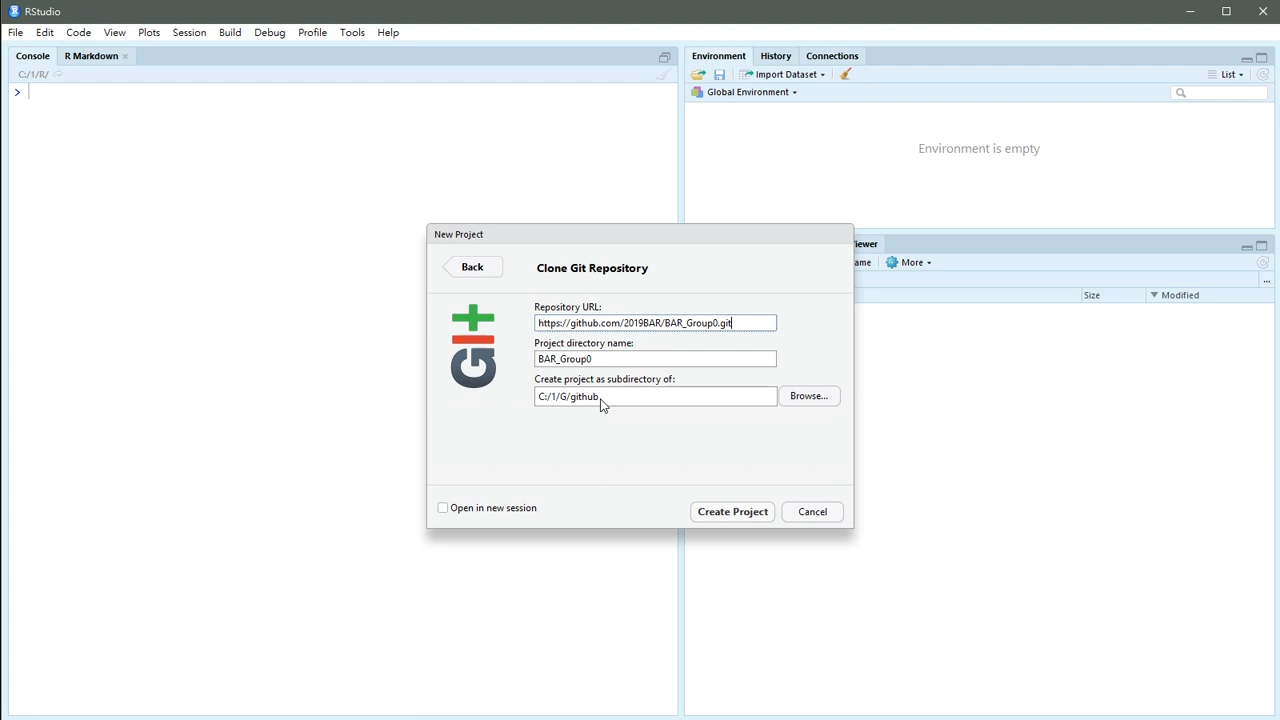 RStudio
File Edit Code View Plots Session Build Debug Profile Tools Help
Console R Markdown
C:/1/R/
>
Environment History Connections
Import Dataset List
Global Environment
Environment is empty
iewer
ame More
...
Size Modified
New Project
Back Clone Git Repository
GIt
Repository URL:
https://github.com/2019BAR/BAR_Group0.git
Project directory name:
BAR_Group0
Create project as subdirectory of:
C:/1/G/github
Browse...
Open in new session
Create Project Cancel